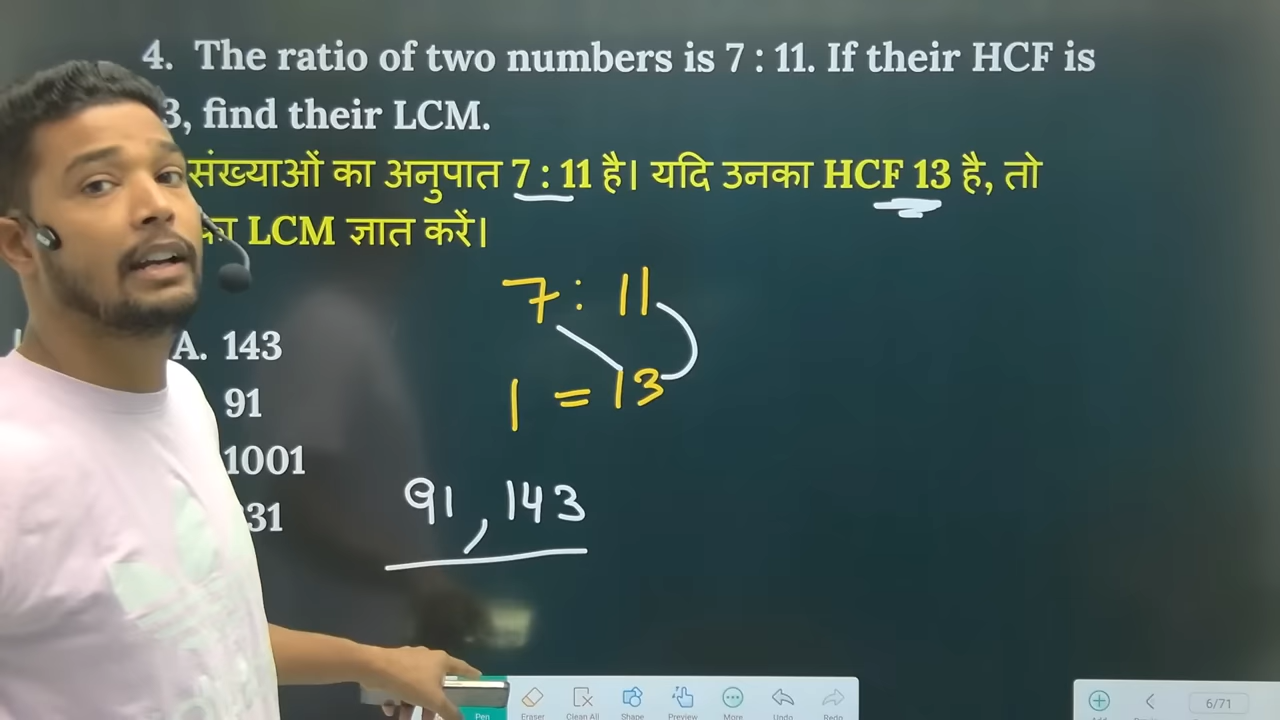 4. The ratio of two numbers is 7 : 11. If their HCF is
3, find their LCM.
संख्याओं का अनुपात 7 : 11 है। यदि उनका HCF 13 है, तो
LCM ज्ञात करें।
7 : 11
A. 143
1 = 13
91
1001
91, 143
31
Pen Eraser Clean All Shape Preview More Undo Redo
6/71